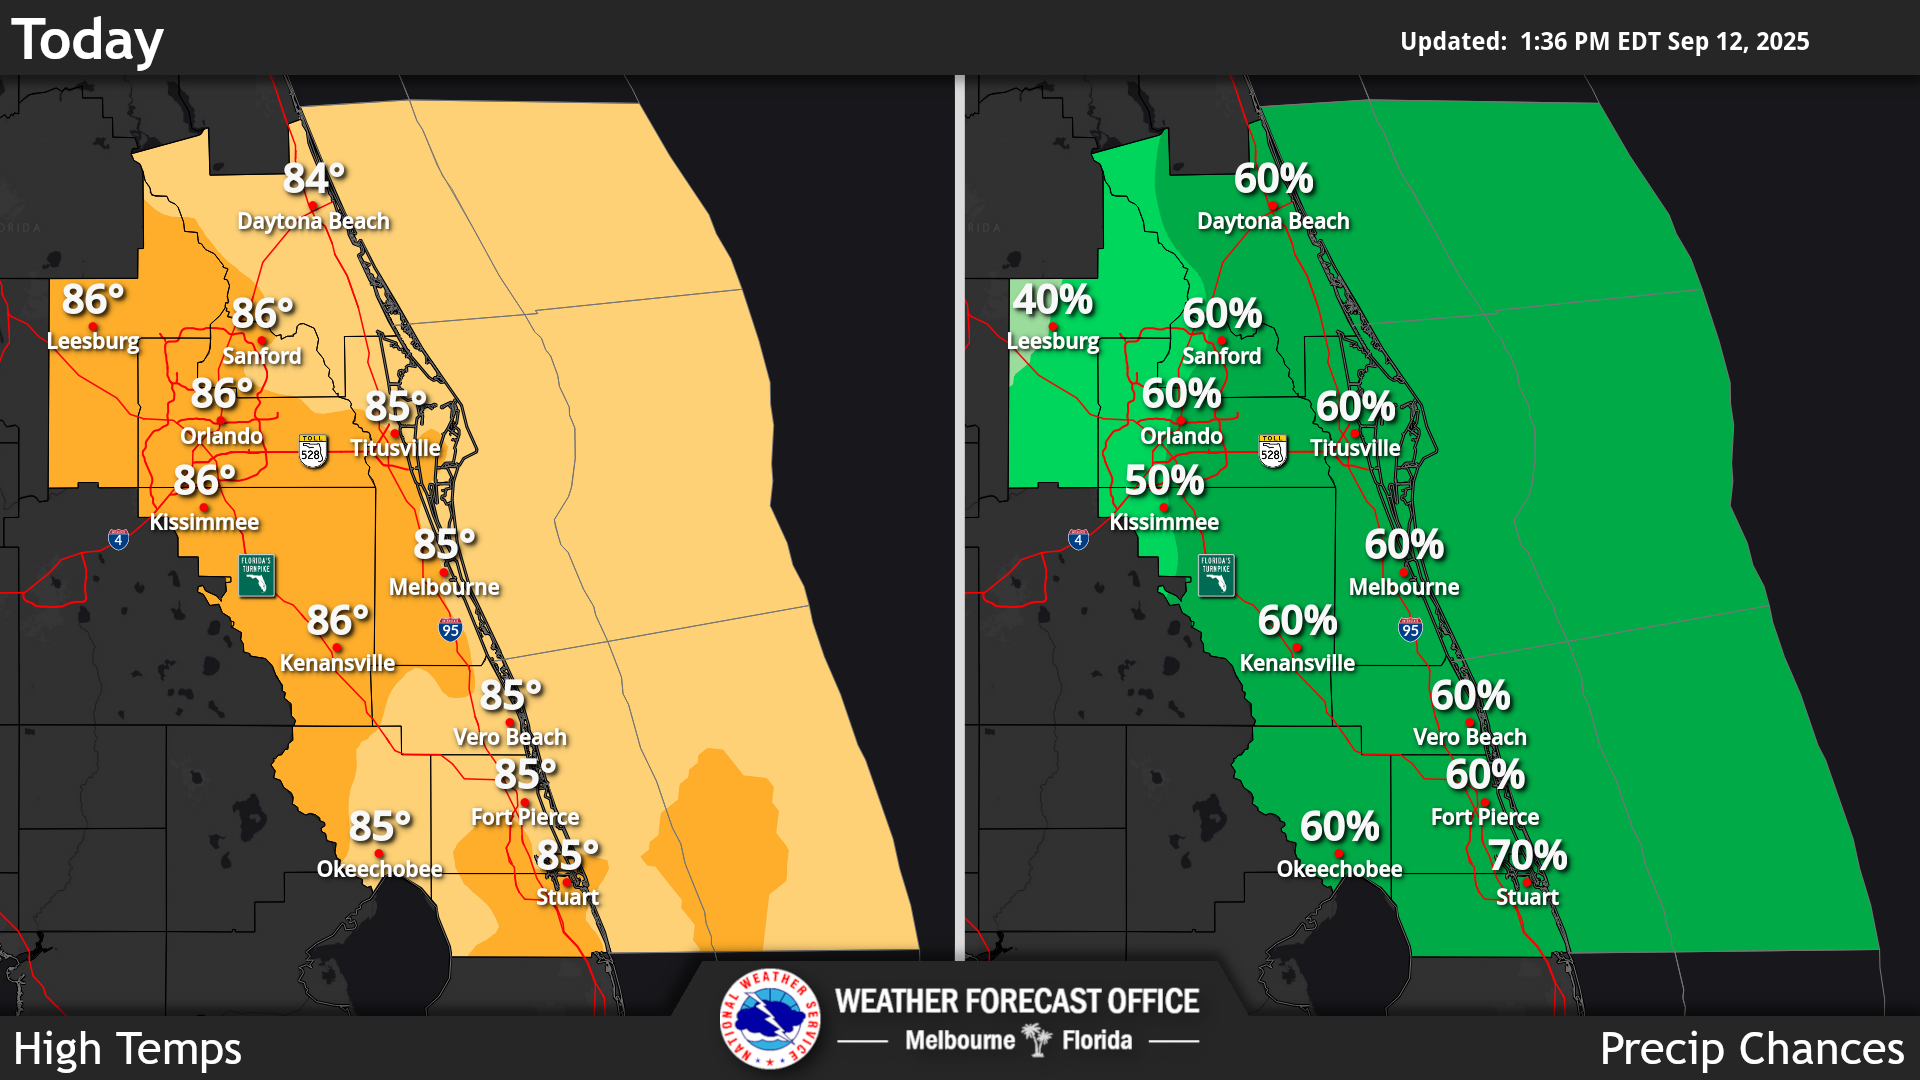 Today
Updated:  1:36 PM EDT Sep 12, 2025
84°
Daytona Beach
86°
Leesburg
86°
Sanford
86°
Orlando
85°
Titusville
TOLL
528
86°
Kissimmee
4
FLORIDA'S
TURNPIKE
85°
Melbourne
86°
Kenansville
95
85°
Vero Beach
85°
Fort Pierce
85°
Okeechobee
85°
Stuart
60%
Daytona Beach
40%
Leesburg
60%
Sanford
60%
Orlando
60%
Titusville
TOLL
528
50%
Kissimmee
4
FLORIDA'S
TURNPIKE
60%
Melbourne
60%
Kenansville
95
60%
Vero Beach
60%
Fort Pierce
60%
Okeechobee
70%
Stuart
High Temps
NATIONAL WEATHER SERVICE
WEATHER FORECAST OFFICE
Melbourne Florida
Precip Chances